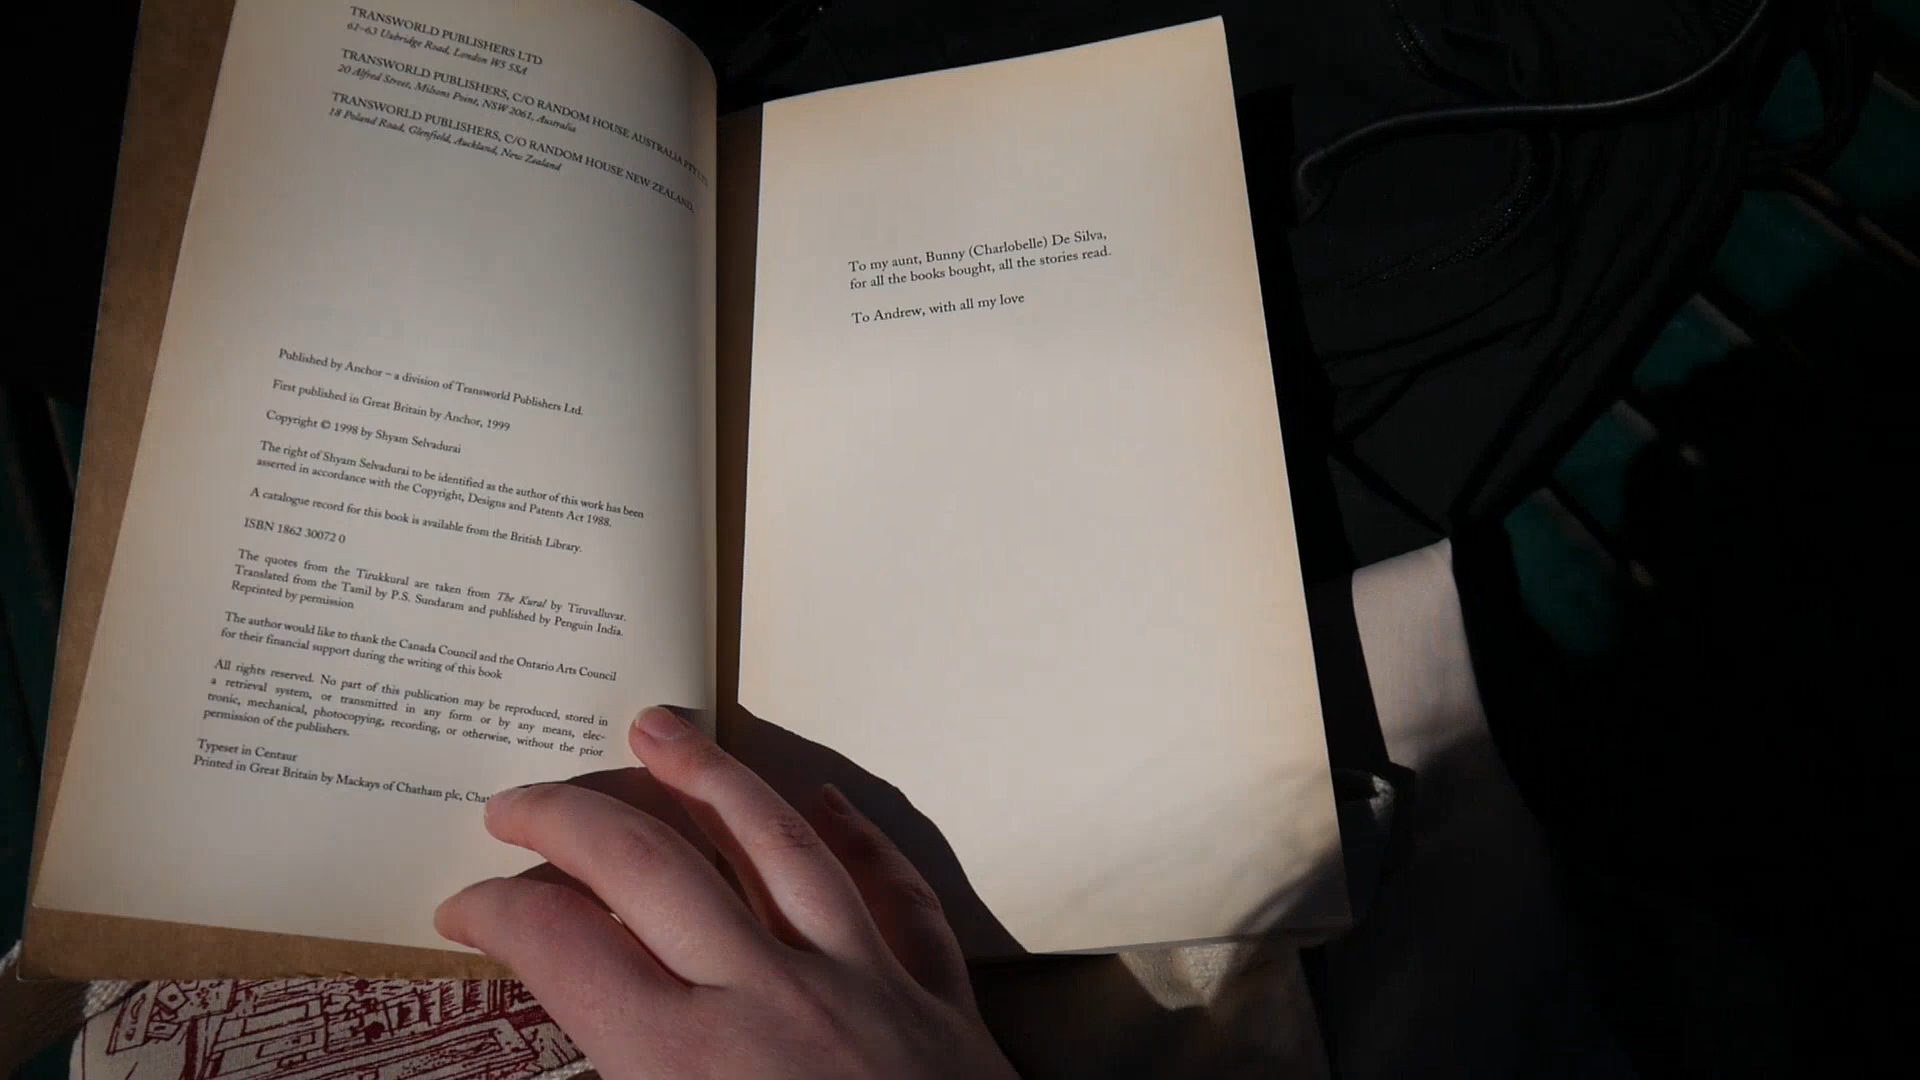 TRANSWORLD PUBLISHERS LTD
61–63 Uxbridge Road, London W5 5SA
TRANSWORLD PUBLISHERS, C/O RANDOM HOUSE AUSTRALIA PTY LTD
20 Alfred Street, Milsons Point, NSW 2061, Australia
TRANSWORLD PUBLISHERS, C/O RANDOM HOUSE NEW ZEALAND,
18 Poland Road, Glenfield, Auckland, New Zealand
Published by Anchor – a division of Transworld Publishers Ltd.
First published in Great Britain by Anchor, 1999
Copyright © 1998 by Shyam Selvadurai
The right of Shyam Selvadurai to be identified as the author of this work has been
asserted in accordance with the Copyright, Designs and Patents Act 1988.
A catalogue record for this book is available from the British Library.
ISBN 1862 30072 0
The quotes from the Tirukkural are taken from The Kural by Tiruvalluvar.
Translated from the Tamil by P.S. Sundaram and published by Penguin India.
Reprinted by permission
The author would like to thank the Canada Council and the Ontario Arts Council
for their financial support during the writing of this book
All rights reserved. No part of this publication may be reproduced, stored in
a retrieval system, or transmitted in any form or by any means, elec-
tronic, mechanical, photocopying, recording, or otherwise, without the prior
permission of the publishers.
Typeset in Centaur
Printed in Great Britain by Mackays of Chatham plc,
To my aunt, Bunny (Charlobelle) De Silva,
for all the books bought, all the stories read.
To Andrew, with all my love